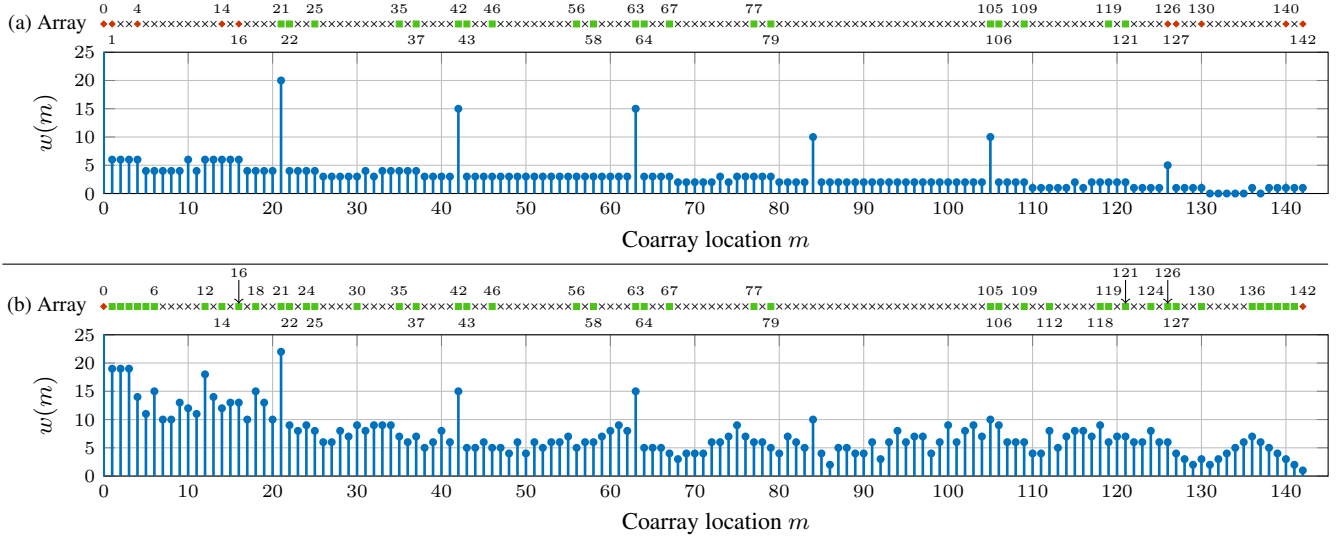 0 4 14 21 25 35 42 46 56 63 67 77 105 109 119 126 130 140
(a) Array
1 16 22 37 43 58 64 79 106 121 127 142
25
20
15
10
5
0
w(m)
0 10 20 30 40 50 60 70 80 90 100 110 120 130 140
Coarray location m
16 121 126
0 6 12 18 21 24 30 35 42 46 56 63 67 77 105 109 119 124 130 136 142
(b) Array
14 22 25 37 43 58 64 79 106 112 118 127
25
20
15
10
5
0
w(m)
0 10 20 30 40 50 60 70 80 90 100 110 120 130 140
Coarray location m